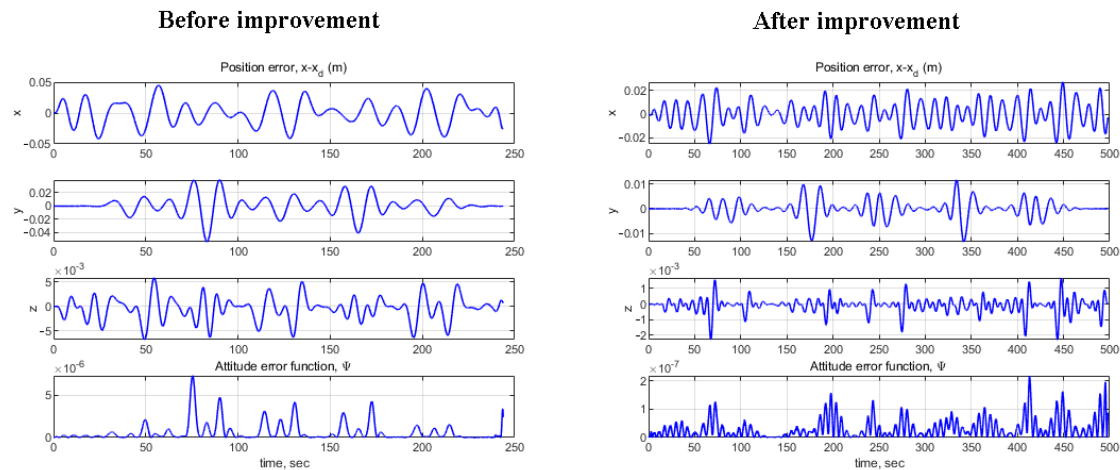 Before improvement
After improvement
Position error, x-x_d (m)
0.05
0
-0.05
x
0 50 100 150 200 250
0.02
0
-0.02
-0.04
y
0 50 100 150 200 250
×10^-3
5
0
-5
z
0 50 100 150 200 250
×10^-6
Attitude error function, Ψ
5
0
0 50 100 150 200 250
time, sec
Position error, x-x_d (m)
0.02
0
-0.02
x
0 50 100 150 200 250 300 350 400 450 500
0.01
0
-0.01
y
0 50 100 150 200 250 300 350 400 450 500
×10^-3
1
0
-1
-2
z
0 50 100 150 200 250 300 350 400 450 500
×10^-7
Attitude error function, Ψ
2
1
0
0 50 100 150 200 250 300 350 400 450 500
time, sec